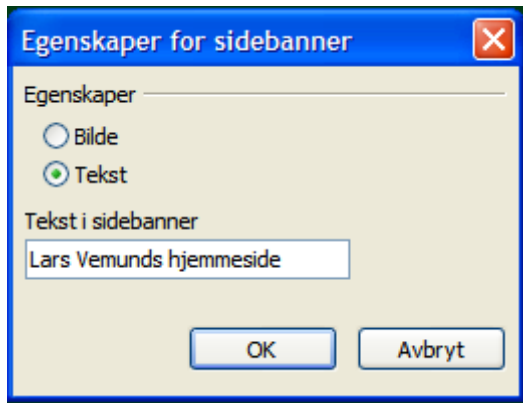 Egenskaper for sidebanner
Egenskaper
Bilde
Tekst
Tekst i sidebanner
Lars Vemunds hjemmeside
OK Avbryt